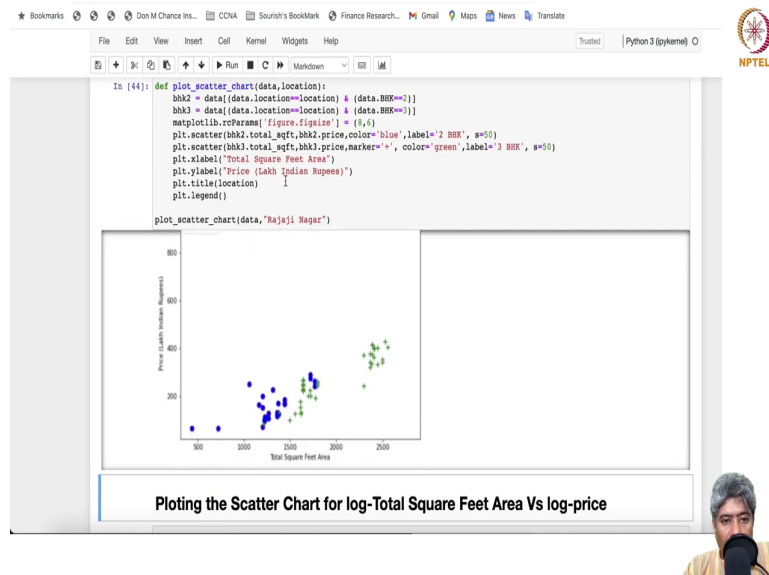 ★ Bookmarks Don M Chance Ins... CCNA Sourish's BookMark Finance Research... Gmail Maps News Translate
File Edit View Insert Cell Kernel Widgets Help Trusted Python 3 (ipykernel)
NPTEL
Run Markdown
In [44]: def plot_scatter_chart(data,location):
bhk2 = data[(data.location==location) & (data.BHK==2)]
bhk3 = data[(data.location==location) & (data.BHK==3)]
matplotlib.rcParams['figure.figsize'] = (8,6)
plt.scatter(bhk2.total_sqft,bhk2.price,color='blue',label='2 BHK', s=50)
plt.scatter(bhk3.total_sqft,bhk3.price,marker='+', color='green',label='3 BHK', s=50)
plt.xlabel("Total Square Feet Area")
plt.ylabel("Price (Lakh Indian Rupees)")
plt.title(location)
plt.legend()
plot_scatter_chart(data,"Rajaji Nagar")
800
600
400
200
Price (Lakh Indian Rupees)
500 1000 1500 2000 2500
Total Square Feet Area
Ploting the Scatter Chart for log-Total Square Feet Area Vs log-price